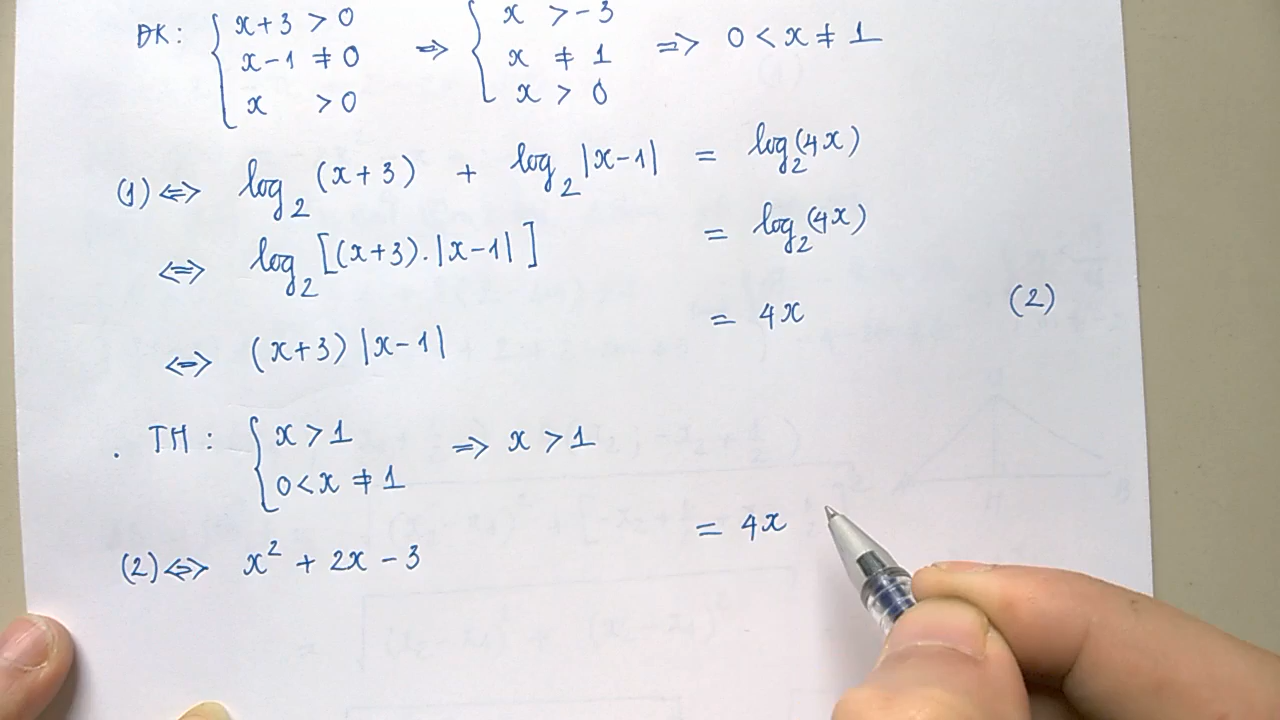 ĐK: { x+3 > 0 ⇒ { x > -3 ⇒ 0 < x ≠ 1
x-1 ≠ 0 x ≠ 1
x > 0 x > 0
(1) ⇔ log₂(x+3) + log₂|x-1| = log₂(4x)
⇔ log₂[(x+3).|x-1|] = log₂(4x)
⇔ (x+3)|x-1| = 4x (2)
. TH: { x > 1 ⇒ x > 1
0 < x ≠ 1
(2) ⇔ x² + 2x - 3 = 4x